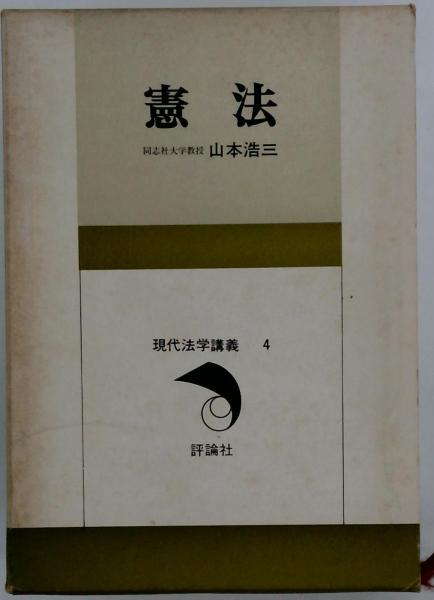 憲法
同志社大学教授 山本浩三
現代法学講義 4
評論社